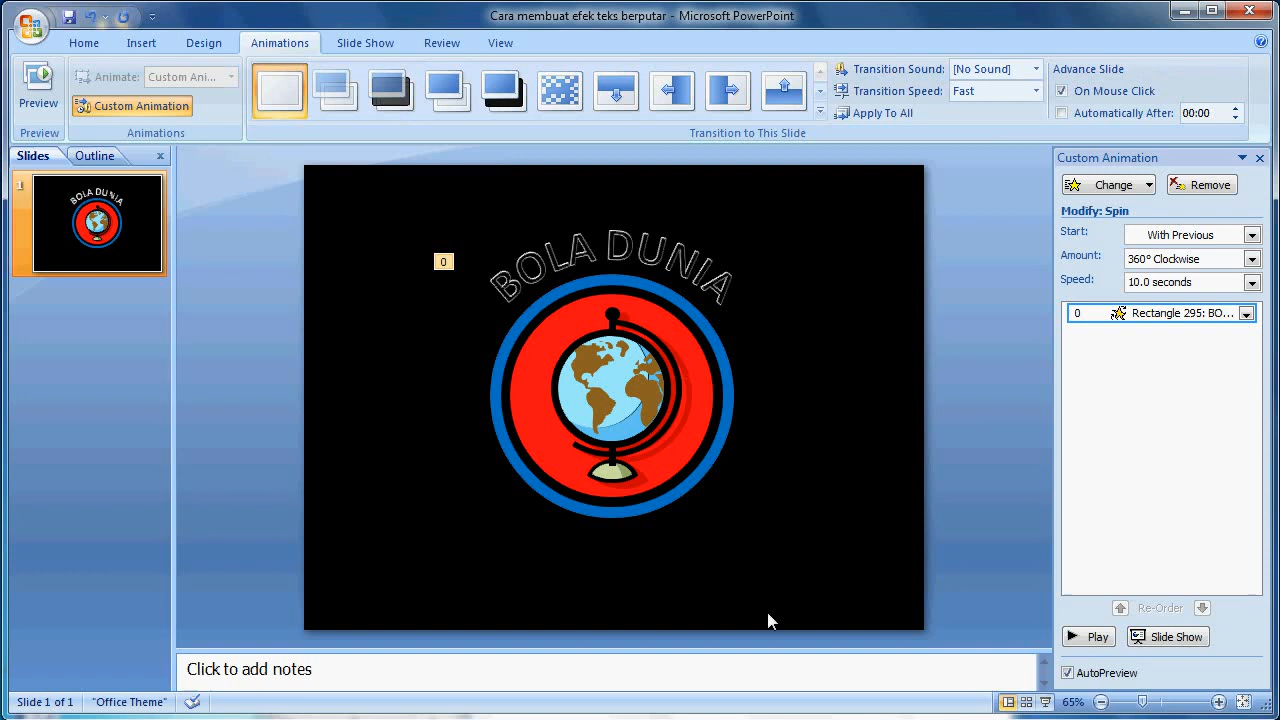 Cara membuat efek teks berputar - Microsoft PowerPoint
Home Insert Design Animations Slide Show Review View
Preview
Animate: Custom Ani...
Custom Animation
Transition Sound: [No Sound]
Transition Speed: Fast
Apply To All
Advance Slide
On Mouse Click
Automatically After: 00:00
Preview Animations Transition to This Slide
Slides Outline x
1
BOLA DUNIA
0
BOLA DUNIA
Custom Animation
Change Remove
Modify: Spin
Start: With Previous
Amount: 360° Clockwise
Speed: 10.0 seconds
0 Rectangle 295: BO...
Re-Order
Play Slide Show
AutoPreview
Click to add notes
Slide 1 of 1 "Office Theme" 65%